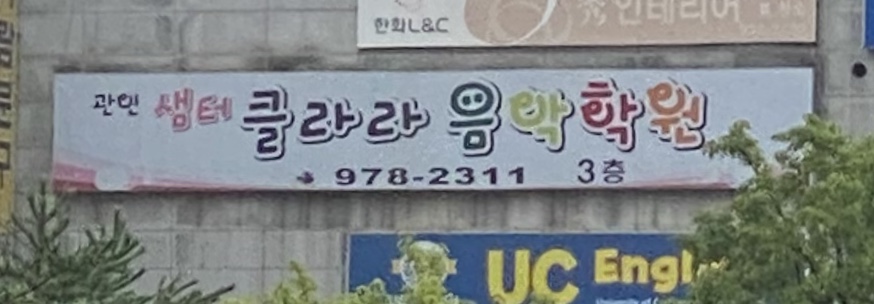 한화L&C
인테리어
관인 샘터 클라라 음악학원
978-2311 3층
UC Engl